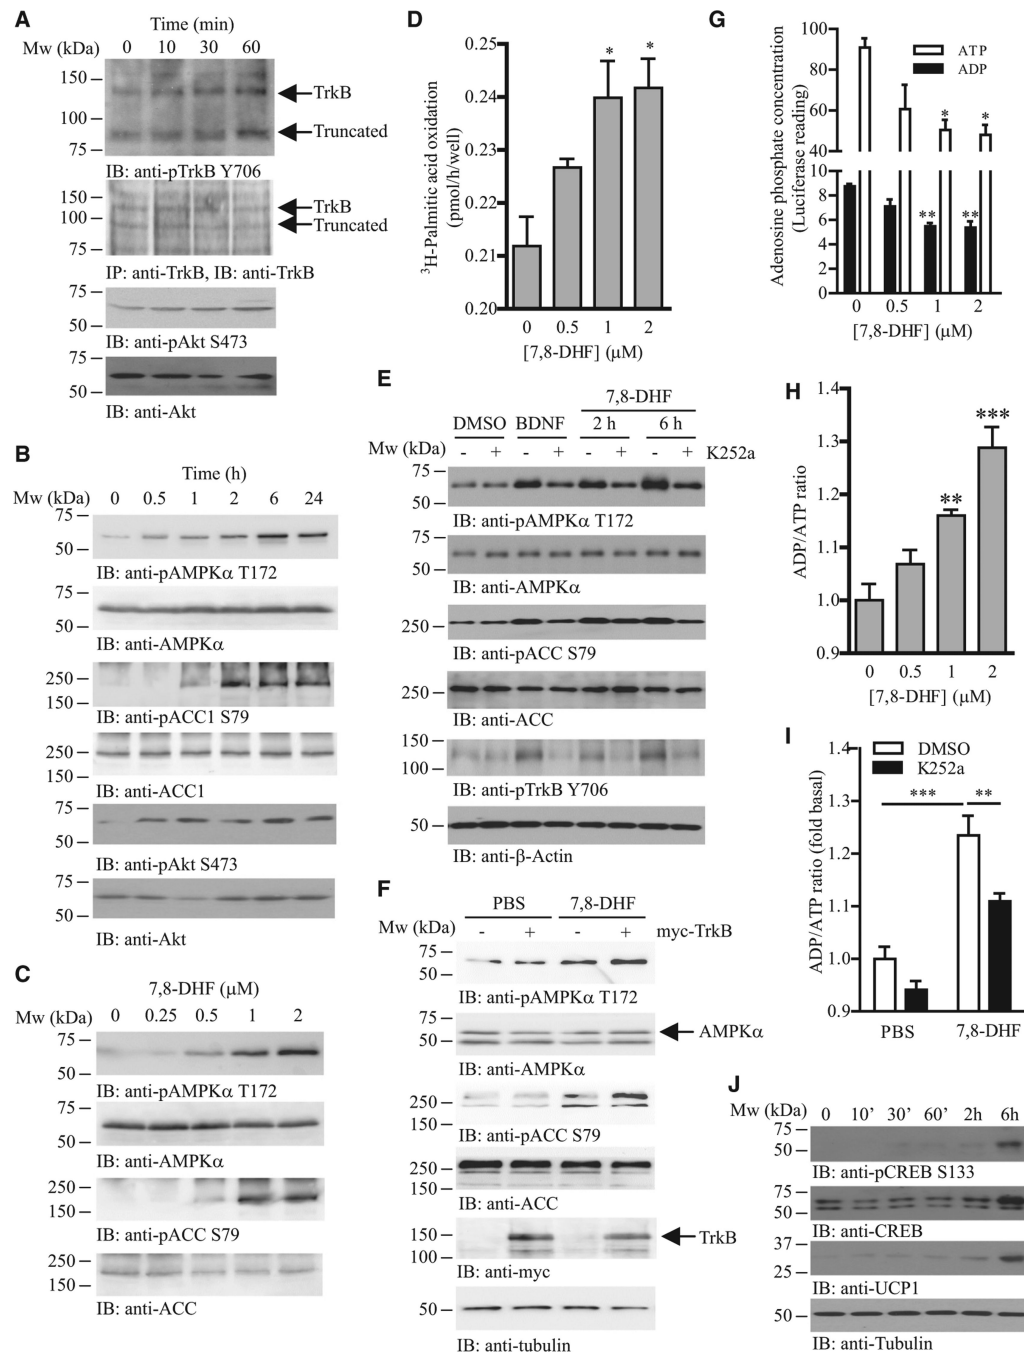 A
Time (min)
Mw (kDa) 0 10 30 60
150
100
75
TrkB
Truncated
IB: anti-pTrkB Y706
150
100
75
TrkB
Truncated
IP: anti-TrkB, IB: anti-TrkB
75
50
IB: anti-pAkt S473
75
50
IB: anti-Akt
B
Time (h)
Mw (kDa) 0 0.5 1 2 6 24
75
50
IB: anti-pAMPKα T172
75
50
IB: anti-AMPKα
250
150
IB: anti-pACC1 S79
250
150
IB: anti-ACC1
75
50
IB: anti-pAkt S473
75
50
IB: anti-Akt
C
7,8-DHF (μM)
Mw (kDa) 0 0.25 0.5 1 2
75
50
IB: anti-pAMPKα T172
75
50
IB: anti-AMPKα
250
150
IB: anti-pACC S79
250
150
IB: anti-ACC
D
³H-Palmitic acid oxidation
(pmol/h/well)
0.25
0.24
0.23
0.22
0.21
0.20
* *
0 0.5 1 2
[7,8-DHF] (μM)
E
7,8-DHF
DMSO BDNF 2 h 6 h
Mw (kDa) - + - + - + - + K252a
75
50
IB: anti-pAMPKα T172
75
50
IB: anti-AMPKα
250
IB: anti-pACC S79
250
IB: anti-ACC
150
100
IB: anti-pTrkB Y706
50
IB: anti-β-Actin
F
PBS 7,8-DHF
Mw (kDa) - + - + myc-TrkB
75
50
IB: anti-pAMPKα T172
75
50
AMPKα
IB: anti-AMPKα
250
150
IB: anti-pACC S79
250
150
IB: anti-ACC
150
100
TrkB
IB: anti-myc
50
IB: anti-tubulin
G
Adenosine phosphate concentration
(Luciferase reading)
100
80
60
40
10
8
6
4
2
0
ATP
ADP
* *
** **
0 0.5 1 2
[7,8-DHF] (μM)
H
ADP/ATP ratio
1.4
1.3
1.2
1.1
1.0
0.9
** ***
0 0.5 1 2
[7,8-DHF] (μM)
I
ADP/ATP ratio (fold basal)
1.4
1.3
1.2
1.1
1.0
0.9
DMSO
K252a
*** **
PBS 7,8-DHF
J
Mw (kDa) 0 10’ 30’ 60’ 2h 6h
75
50
IB: anti-pCREB S133
75
50
IB: anti-CREB
37
25
IB: anti-UCP1
50
IB: anti-Tubulin